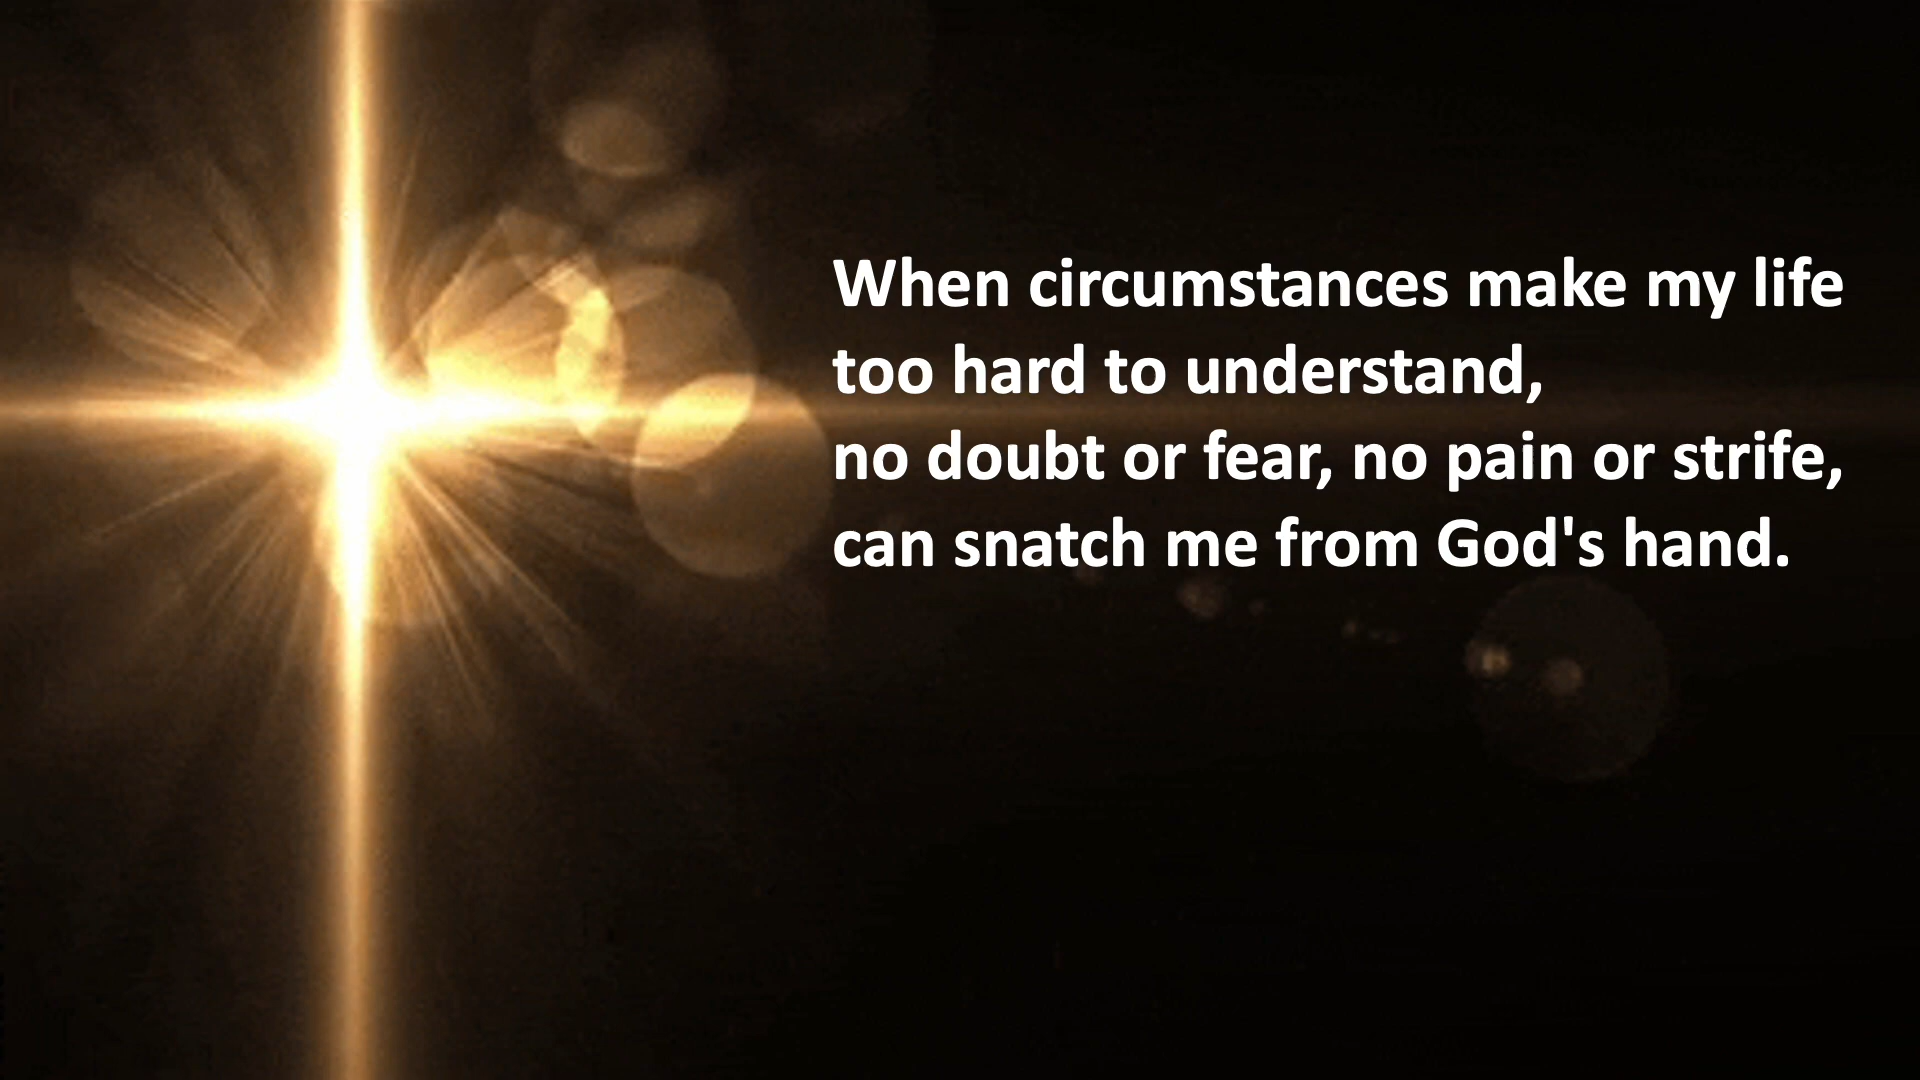 When circumstances make my life
too hard to understand,
no doubt or fear, no pain or strife,
can snatch me from God's hand.